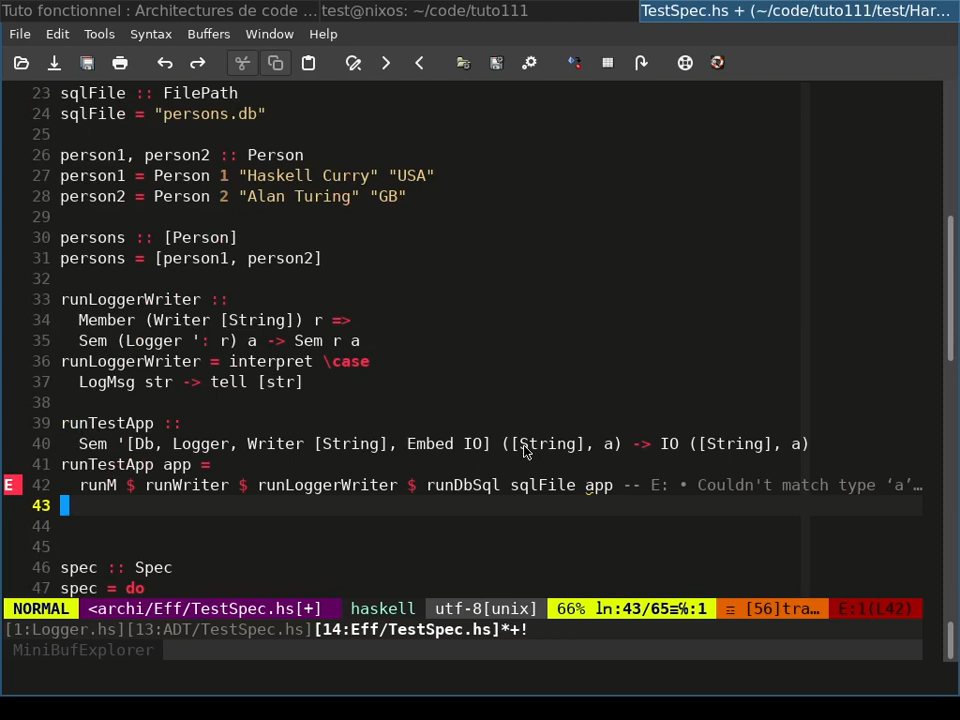 Tuto fonctionnel : Architectures de code ...
test@nixos: ~/code/tuto111
TestSpec.hs + (~/code/tuto111/test/Har...
File Edit Tools Syntax Buffers Window Help
23 sqlFile :: FilePath
24 sqlFile = "persons.db"
25
26 person1, person2 :: Person
27 person1 = Person 1 "Haskell Curry" "USA"
28 person2 = Person 2 "Alan Turing" "GB"
29
30 persons :: [Person]
31 persons = [person1, person2]
32
33 runLoggerWriter ::
34   Member (Writer [String]) r =>
35   Sem (Logger ': r) a -> Sem r a
36 runLoggerWriter = interpret \case
37   LogMsg str -> tell [str]
38
39 runTestApp ::
40   Sem '[Db, Logger, Writer [String], Embed IO] ([String], a) -> IO ([String], a)
41 runTestApp app =
E 42   runM $ runWriter $ runLoggerWriter $ runDbSql sqlFile app -- E: • Couldn't match type ‘a’…
43
44
45
46 spec :: Spec
47 spec = do
NORMAL <archi/Eff/TestSpec.hs[+] haskell utf-8[unix] 66% ln:43/65≡℅:1 ☲ [56]tra… E:1(L42)
[1:Logger.hs][13:ADT/TestSpec.hs][14:Eff/TestSpec.hs]*+!
MiniBufExplorer